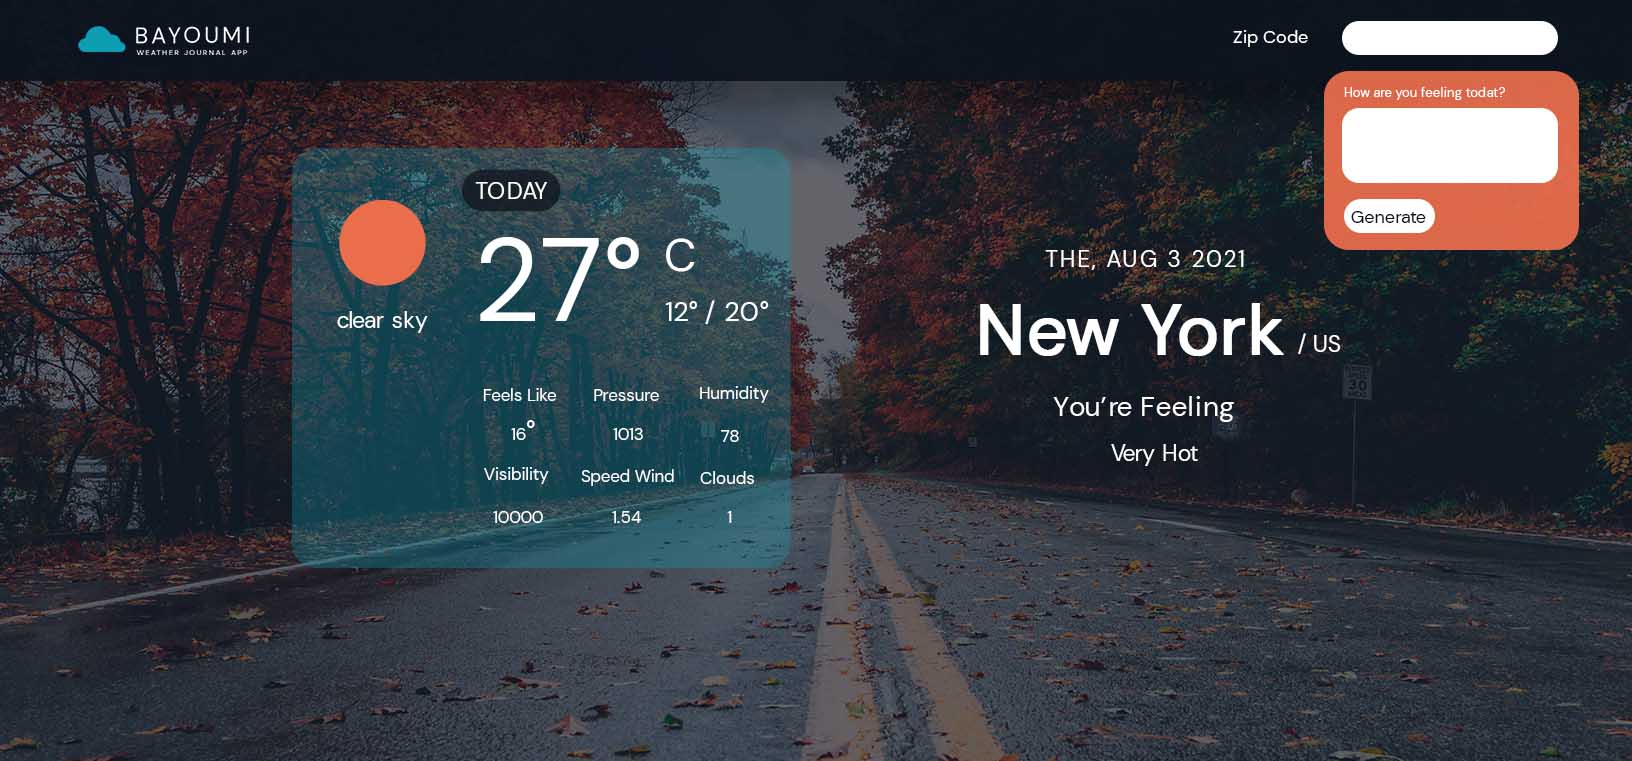 BAYOUMI
WEATHER JOURNAL APP
Zip Code
How are you feeling todat?
Generate
TODAY
27° C
12° / 20°
clear sky
Feels Like Pressure Humidity
16° 1013 78
Visibility Speed Wind Clouds
10000 1.54 1
THE, AUG 3 2021
New York / US
You’re Feeling
Very Hot
30